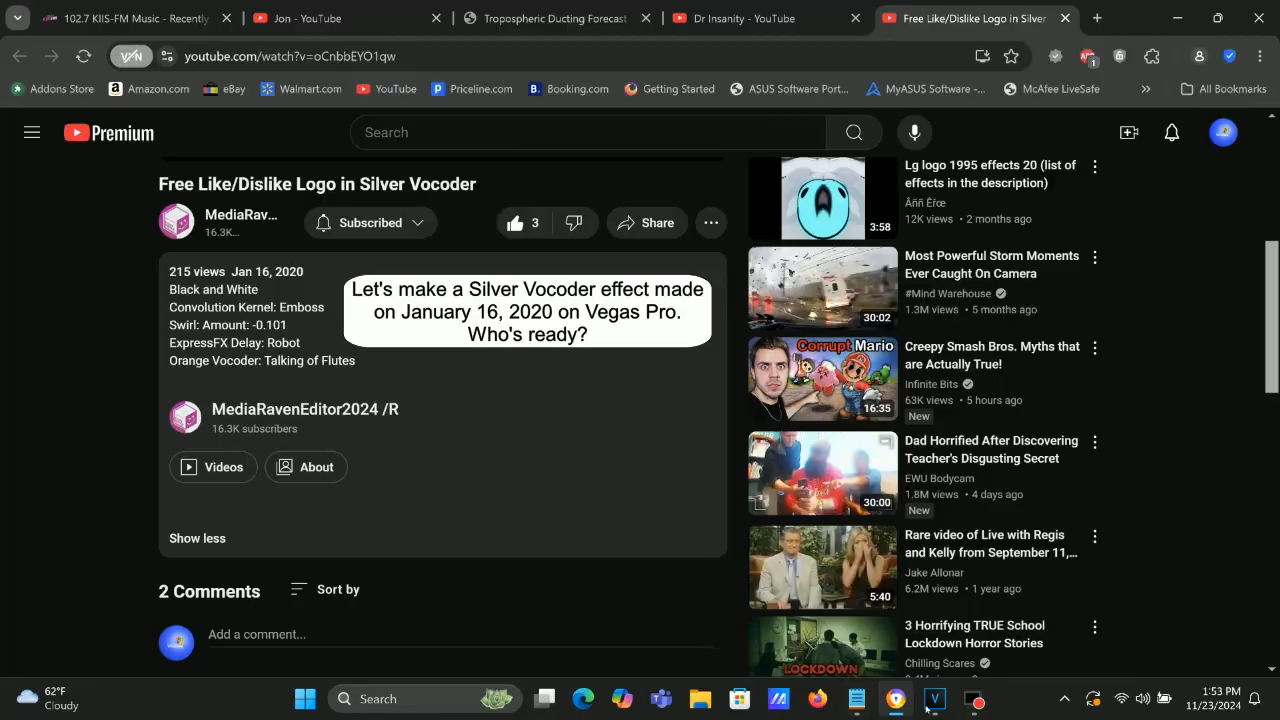 102.7 KIIS-FM Music - Recently
Jon - YouTube
Tropospheric Ducting Forecast
Dr Insanity - YouTube
Free Like/Dislike Logo in Silver
VPN
youtube.com/watch?v=oCnbbEYO1qw
1
Addons Store
Amazon.com
eBay
Walmart.com
YouTube
Priceline.com
Booking.com
Getting Started
ASUS Software Port...
MyASUS Software -...
McAfee LiveSafe
All Bookmarks
Premium
Search
Free Like/Dislike Logo in Silver Vocoder
MediaRav...
16.3K...
Subscribed
3
Share
215 views Jan 16, 2020
Black and White
Convolution Kernel: Emboss
Swirl: Amount: -0.101
ExpressFX Delay: Robot
Orange Vocoder: Talking of Flutes
Let's make a Silver Vocoder effect made
on January 16, 2020 on Vegas Pro.
Who's ready?
MediaRavenEditor2024 /R
16.3K subscribers
Videos
About
Show less
2 Comments
Sort by
Add a comment...
Lg logo 1995 effects 20 (list of
effects in the description)
Âññ Êrœ
12K views • 2 months ago
3:58
Most Powerful Storm Moments
Ever Caught On Camera
#Mind Warehouse
1.3M views • 5 months ago
30:02
Corrupt Mario
Creepy Smash Bros. Myths that
are Actually True!
Infinite Bits
63K views • 5 hours ago
New
16:35
Dad Horrified After Discovering
Teacher's Disgusting Secret
EWU Bodycam
1.8M views • 4 days ago
New
30:00
Rare video of Live with Regis
and Kelly from September 11,...
Jake Allonar
6.2M views • 1 year ago
5:40
3 Horrifying TRUE School
Lockdown Horror Stories
Chilling Scares
LOCKDOWN
62°F
Cloudy
Search
1:53 PM
11/23/2024